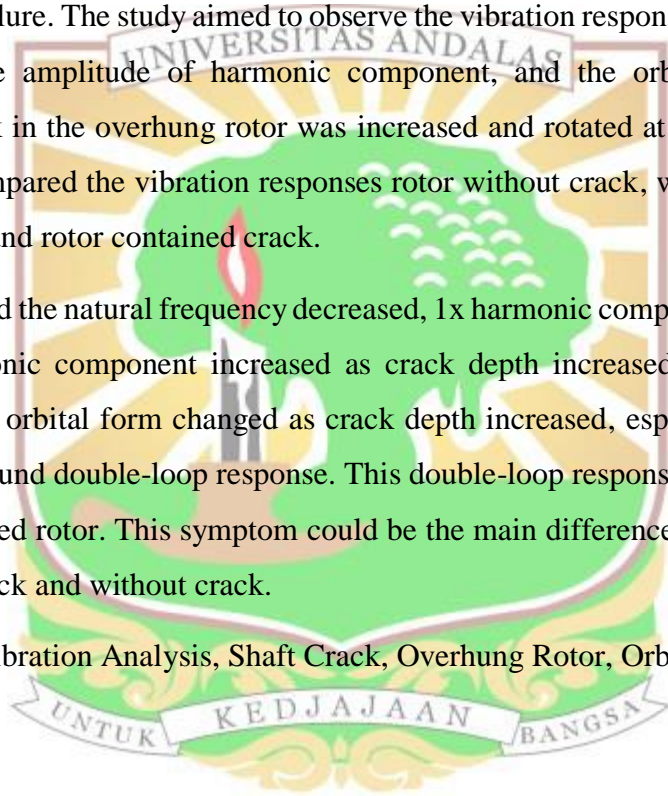 lure. The study aimed to observe the vibration respon
UNIVERSITAS ANDALAS
e amplitude of harmonic component, and the orb
k in the overhung rotor was increased and rotated at
mpared the vibration responses rotor without crack, w
and rotor contained crack.
d the natural frequency decreased, 1x harmonic comp
onic component increased as crack depth increased
orbital form changed as crack depth increased, esp
ound double-loop response. This double-loop respons
ed rotor. This symptom could be the main difference
ck and without crack.
ibration Analysis, Shaft Crack, Overhung Rotor, Orb
UNTUK KEDJAJAAN BANGSA